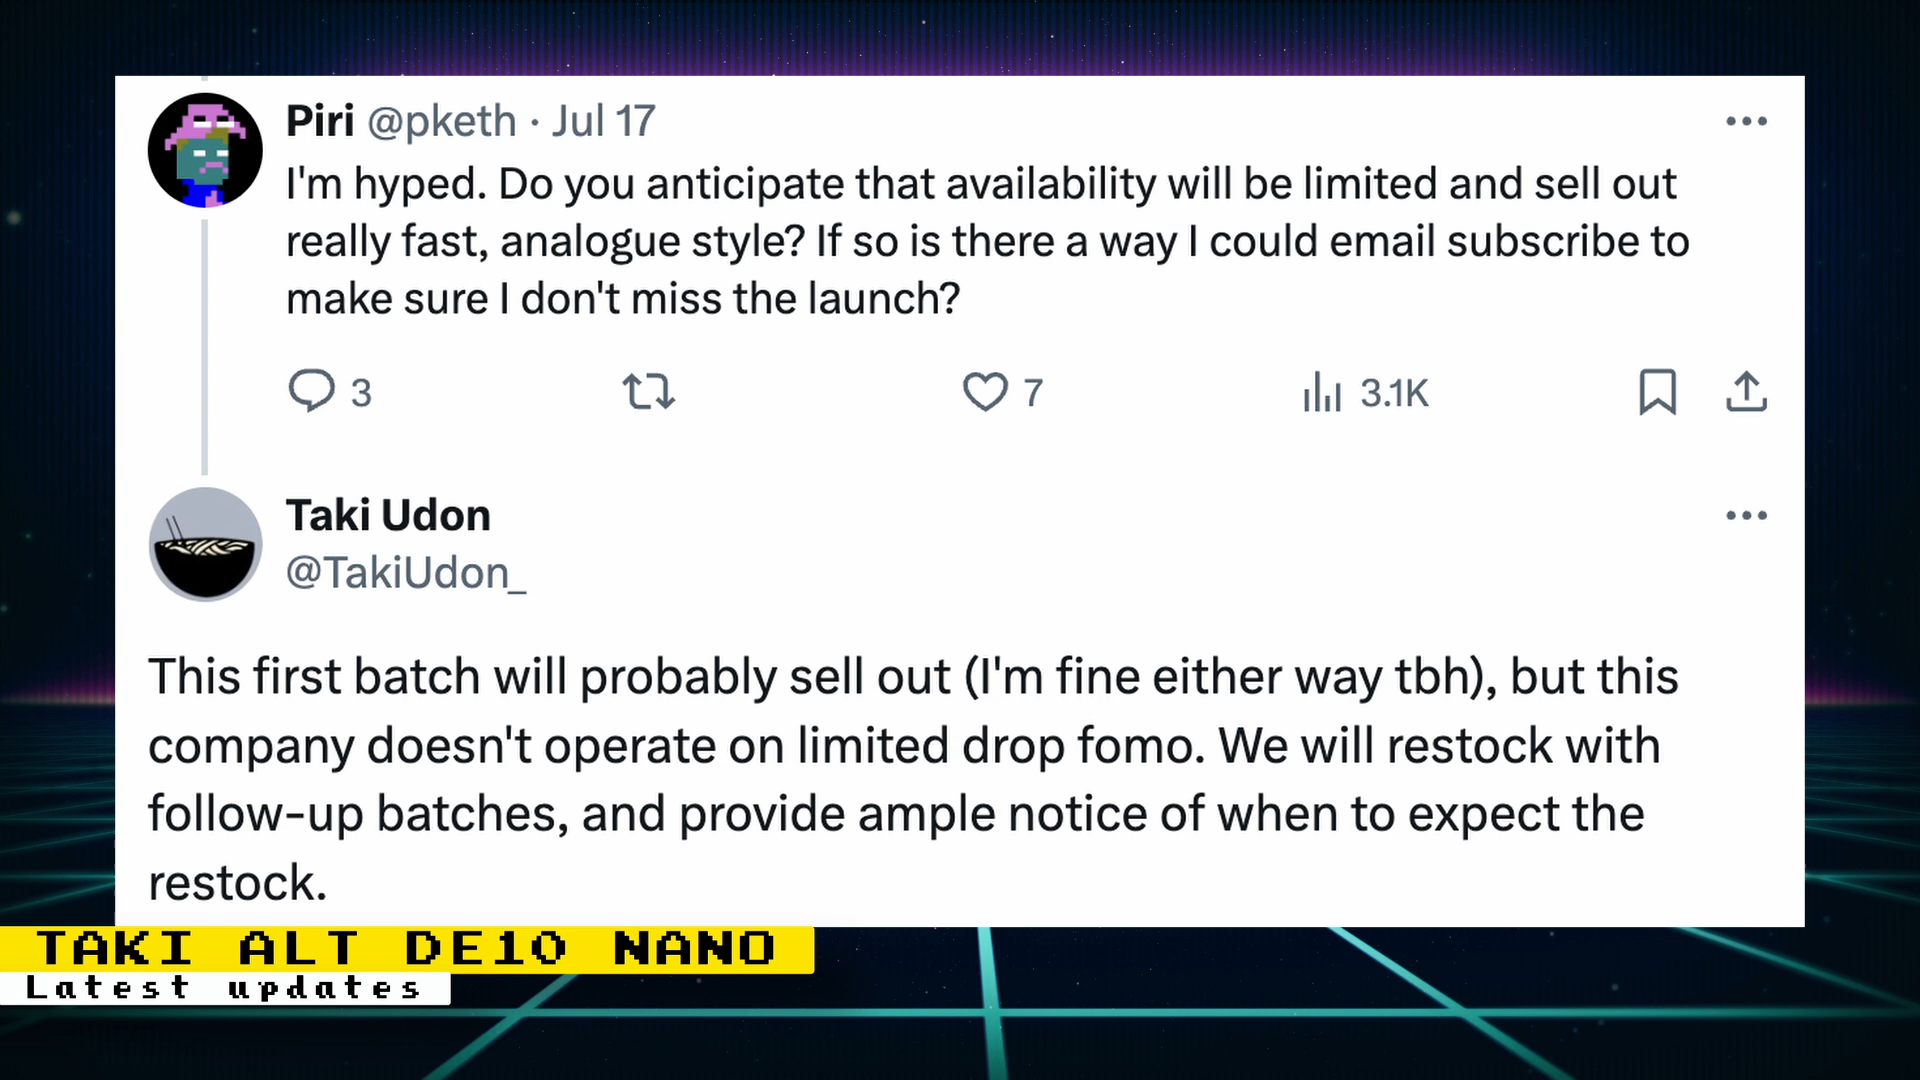 Piri @pketh · Jul 17
I'm hyped. Do you anticipate that availability will be limited and sell out
really fast, analogue style? If so is there a way I could email subscribe to
make sure I don't miss the launch?
3 7 3.1K
Taki Udon
@TakiUdon_
This first batch will probably sell out (I'm fine either way tbh), but this
company doesn't operate on limited drop fomo. We will restock with
follow-up batches, and provide ample notice of when to expect the
restock.
TAKI ALT DE10 NANO
Latest updates